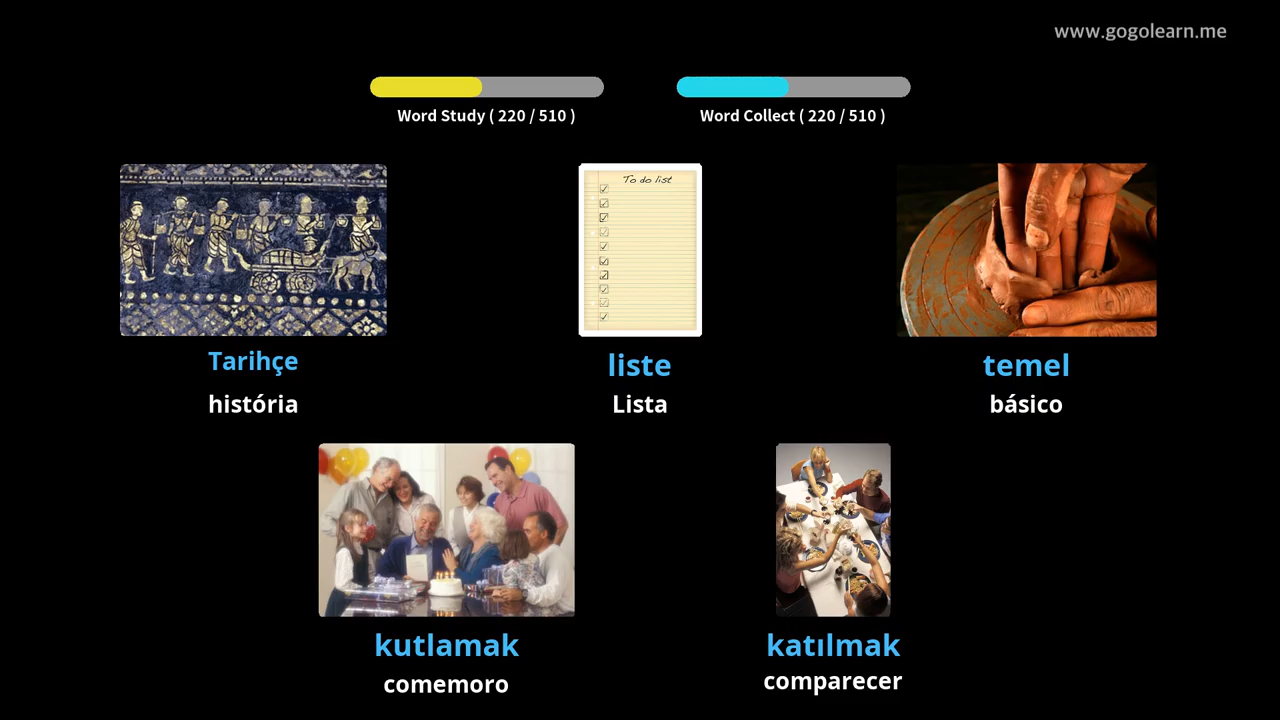 www.gogolearn.me
Word Study ( 220 / 510 )
Word Collect ( 220 / 510 )
To do list
Tarihçe
história
liste
Lista
temel
básico
kutlamak
comemoro
katılmak
comparecer